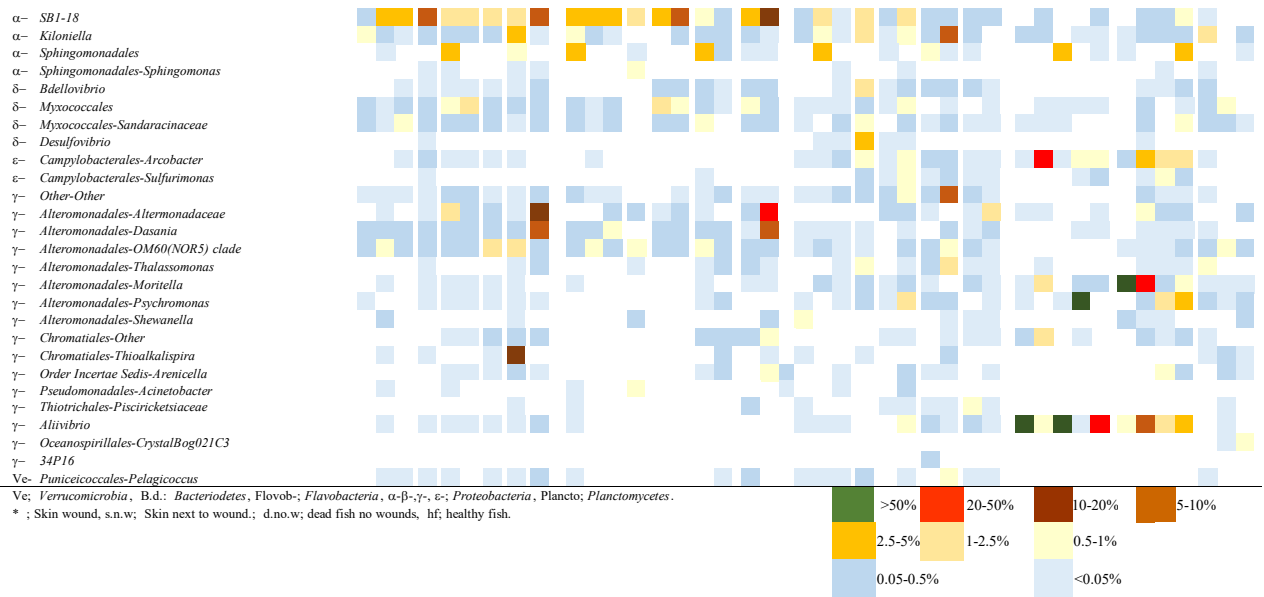 α– SB1-18
α– Kiloniella
α– Sphingomonadales
α– Sphingomonadales-Sphingomonas
δ– Bdellovibrio
δ– Myxococcales
δ– Myxococcales-Sandaracinaceae
δ– Desulfovibrio
ε– Campylobacterales-Arcobacter
ε– Campylobacterales-Sulfurimonas
γ– Other-Other
γ– Alteromonadales-Altermonadaceae
γ– Alteromonadales-Dasania
γ– Alteromonadales-OM60(NOR5) clade
γ– Alteromonadales-Thalassomonas
γ– Alteromonadales-Moritella
γ– Alteromonadales-Psychromonas
γ– Alteromonadales-Shewanella
γ– Chromatiales-Other
γ– Chromatiales-Thioalkalispira
γ– Order Incertae Sedis-Arenicella
γ– Pseudomonadales-Acinetobacter
γ– Thiotrichales-Pisciricketsiaceae
γ– Aliivibrio
γ– Oceanospirillales-CrystalBog021C3
γ– 34P16
Ve- Puniceicoccales-Pelagicoccus
Ve; Verrucomicrobia, B.d.: Bacteriodetes, Flovob-; Flavobacteria, α-β-,γ-, ε-; Proteobacteria, Plancto; Planctomycetes.
* ; Skin wound, s.n.w; Skin next to wound.; d.no.w; dead fish no wounds, hf; healthy fish.
>50% 20-50% 10-20% 5-10%
2.5-5% 1-2.5% 0.5-1%
0.05-0.5% <0.05%